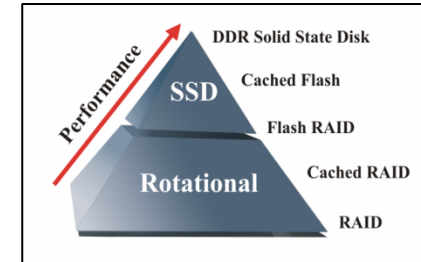 DDR Solid State Disk
Performance
Cached Flash
SSD
Flash RAID
Cached RAID
Rotational
RAID